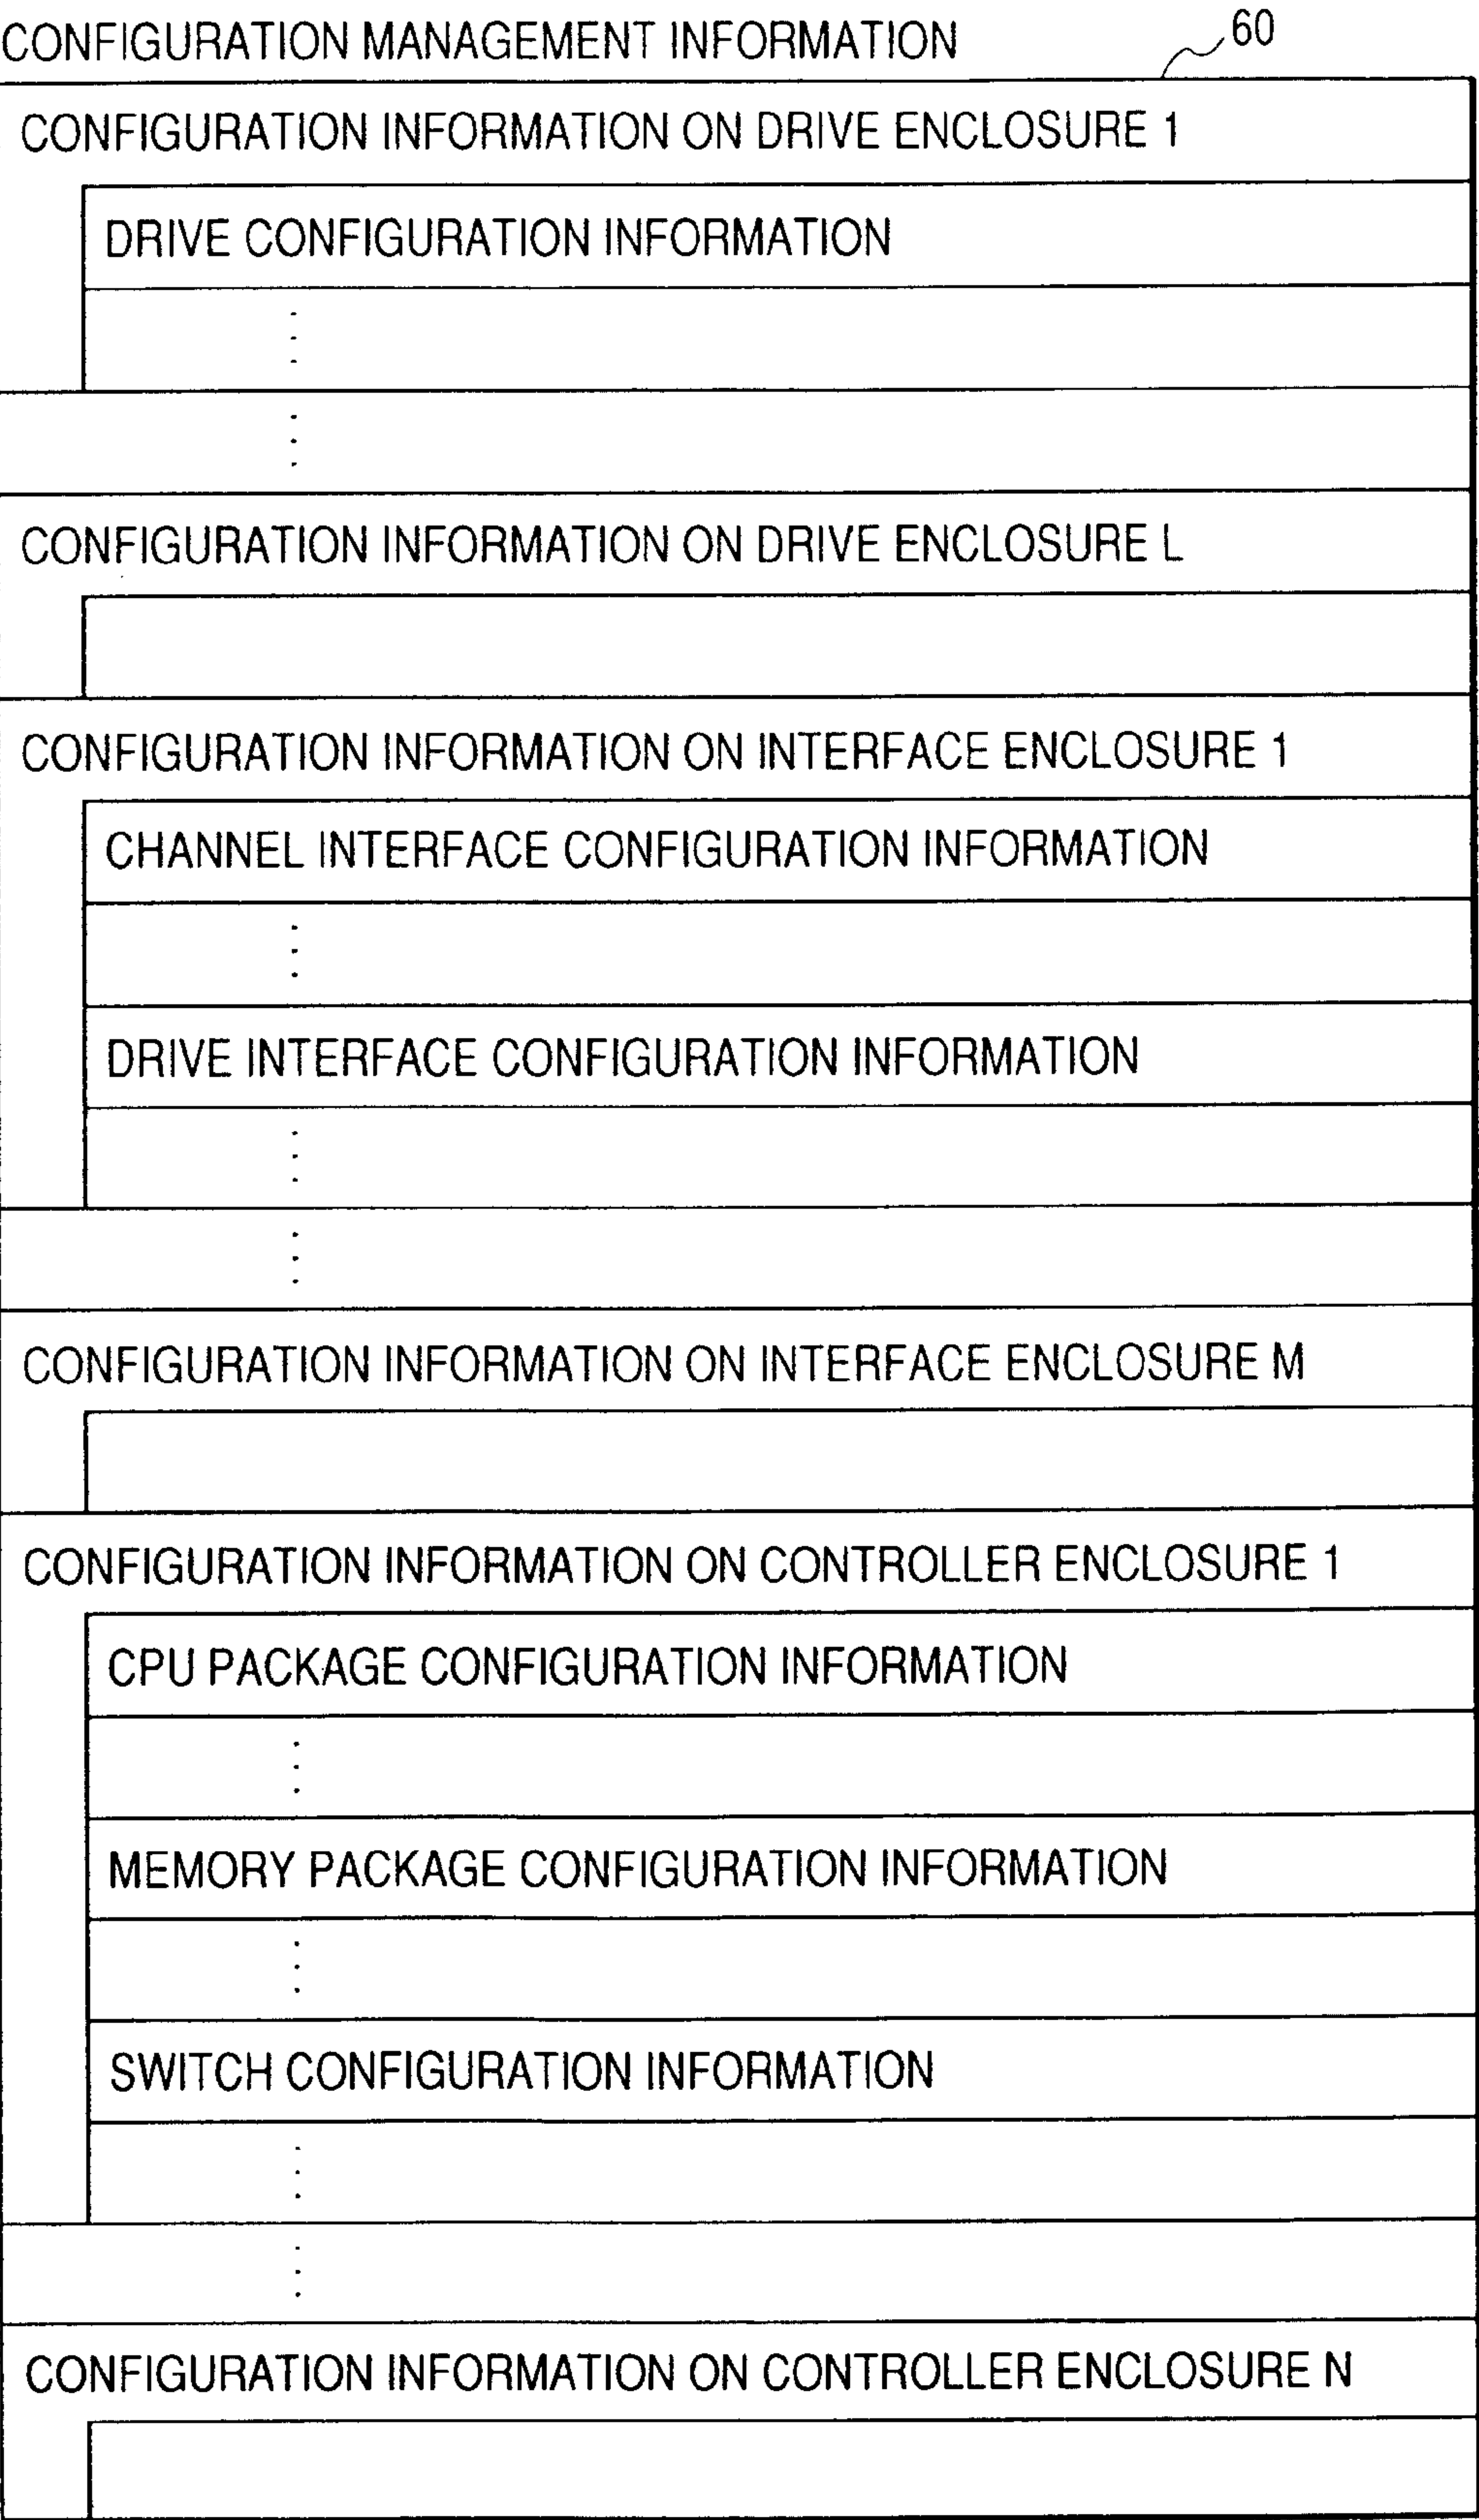 CONFIGURATION MANAGEMENT INFORMATION
60
CONFIGURATION INFORMATION ON DRIVE ENCLOSURE 1
DRIVE CONFIGURATION INFORMATION
CONFIGURATION INFORMATION ON DRIVE ENCLOSURE L
CONFIGURATION INFORMATION ON INTERFACE ENCLOSURE 1
CHANNEL INTERFACE CONFIGURATION INFORMATION
DRIVE INTERFACE CONFIGURATION INFORMATION
CONFIGURATION INFORMATION ON INTERFACE ENCLOSURE M
CONFIGURATION INFORMATION ON CONTROLLER ENCLOSURE 1
CPU PACKAGE CONFIGURATION INFORMATION
MEMORY PACKAGE CONFIGURATION INFORMATION
SWITCH CONFIGURATION INFORMATION
CONFIGURATION INFORMATION ON CONTROLLER ENCLOSURE N